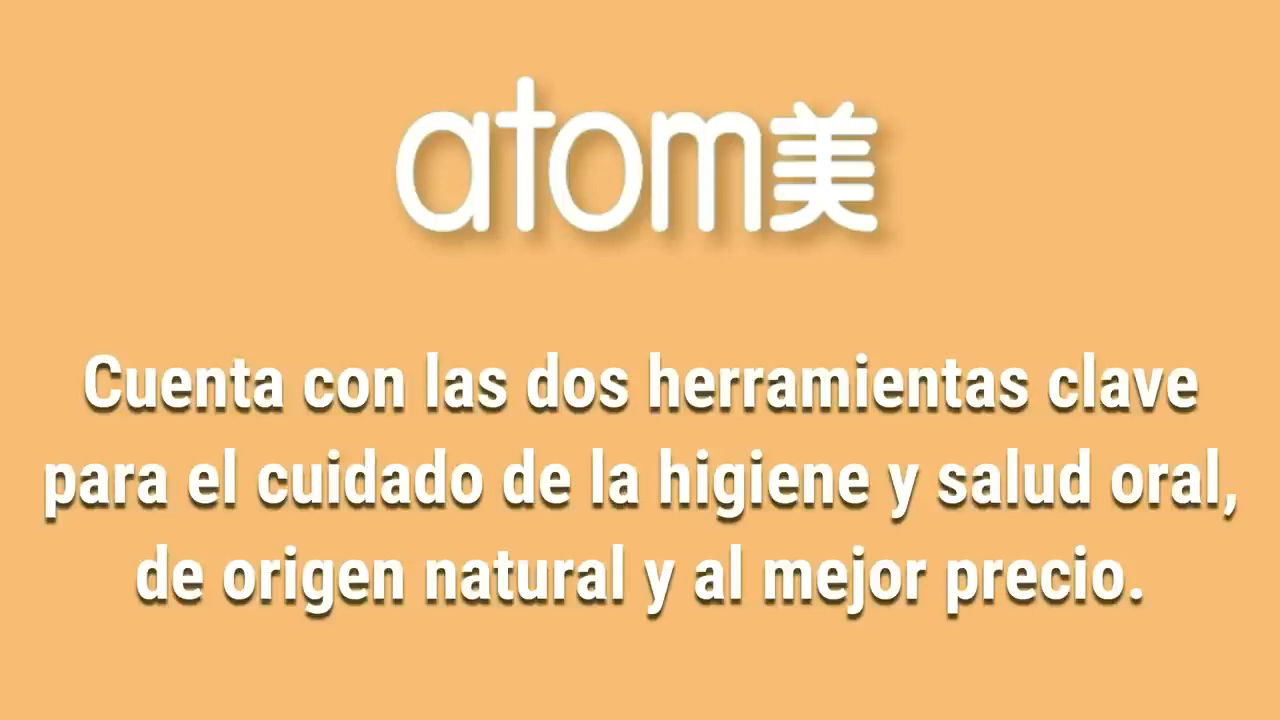 atom美
Cuenta con las dos herramientas clave
para el cuidado de la higiene y salud oral,
de origen natural y al mejor precio.